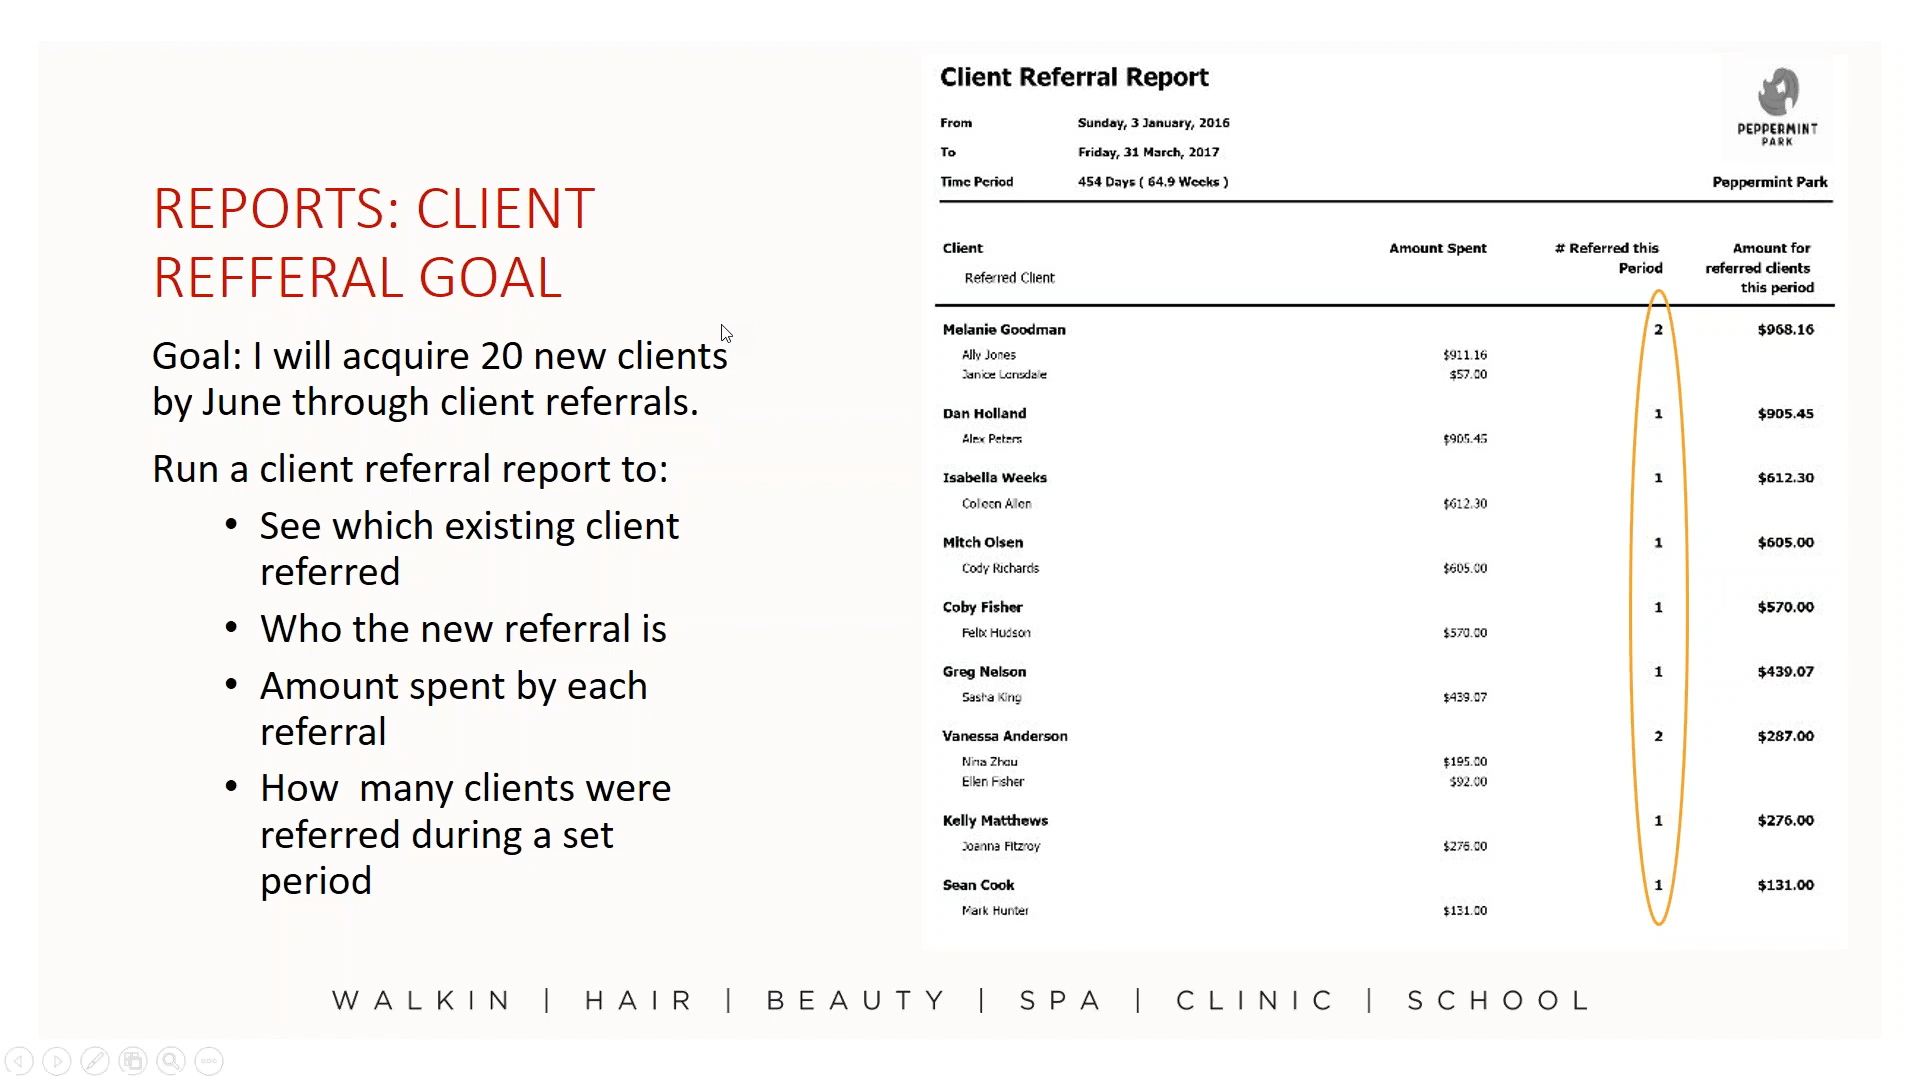 REPORTS: CLIENT
REFFERAL GOAL
Goal: I will acquire 20 new clients
by June through client referrals.
Run a client referral report to:
• See which existing client
referred
• Who the new referral is
• Amount spent by each
referral
• How  many clients were
referred during a set
period
Client Referral Report
From Sunday, 3 January, 2016
To Friday, 31 March, 2017
Time Period 454 Days ( 64.9 Weeks )
PEPPERMINT
PARK
Peppermint Park
Client Amount Spent # Referred this Amount for
Period referred clients
Referred Client this period
Melanie Goodman 2 $968.16
Ally Jones $911.16
Janice Lonsdale $57.00
Dan Holland 1 $905.45
Alex Peters $905.45
Isabella Weeks 1 $612.30
Colleen Allen $612.30
Mitch Olsen 1 $605.00
Cody Richards $605.00
Coby Fisher 1 $570.00
Felix Hudson $570.00
Greg Nelson 1 $439.07
Sasha King $439.07
Vanessa Anderson 2 $287.00
Nina Zhou $195.00
Ellen Fisher $92.00
Kelly Matthews 1 $276.00
Joanna Fitzroy $276.00
Sean Cook 1 $131.00
Mark Hunter $131.00
WALKIN | HAIR | BEAUTY | SPA | CLINIC | SCHOOL